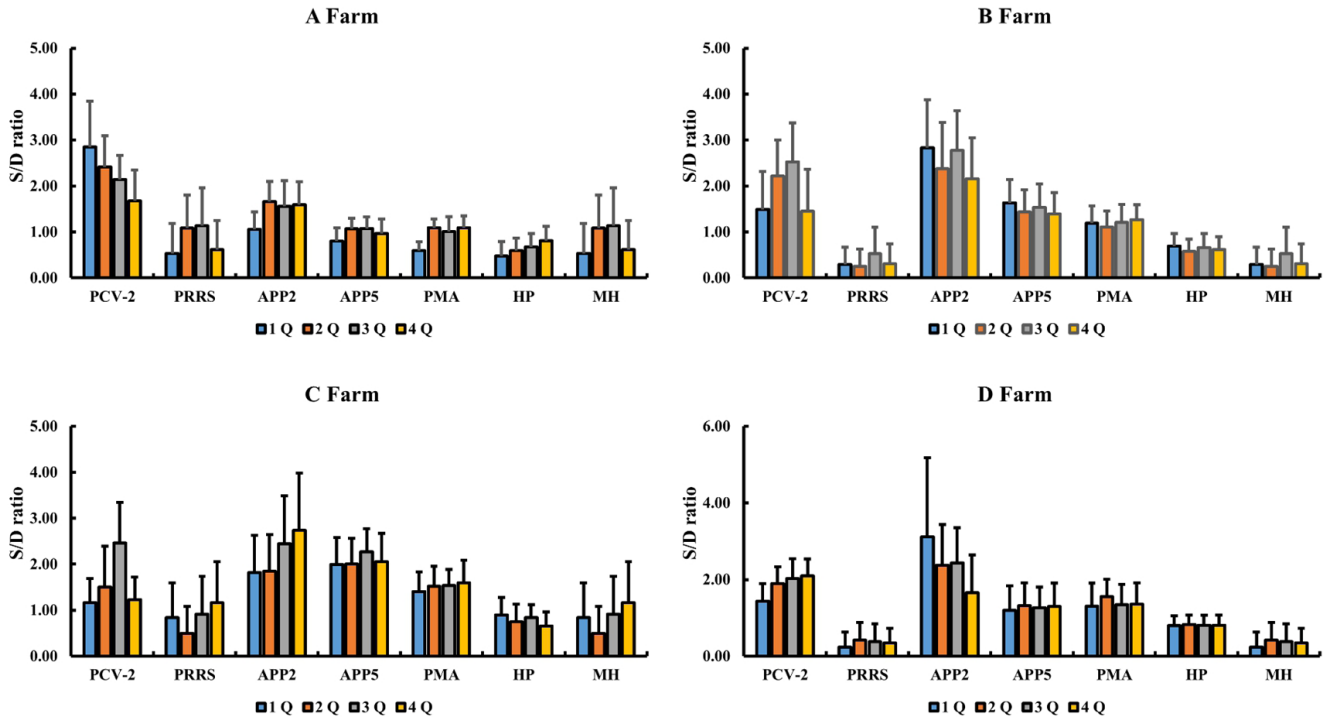 A Farm
S/D ratio
5.00
4.00
3.00
2.00
1.00
0.00
PCV-2 PRRS APP2 APP5 PMA HP MH
1 Q 2 Q 3 Q 4 Q
B Farm
S/D ratio
5.00
4.00
3.00
2.00
1.00
0.00
PCV-2 PRRS APP2 APP5 PMA HP MH
1 Q 2 Q 3 Q 4 Q
C Farm
S/D ratio
5.00
4.00
3.00
2.00
1.00
0.00
PCV-2 PRRS APP2 APP5 PMA HP MH
1 Q 2 Q 3 Q 4 Q
D Farm
S/D ratio
6.00
4.00
2.00
0.00
PCV-2 PRRS APP2 APP5 PMA HP MH
1 Q 2 Q 3 Q 4 Q